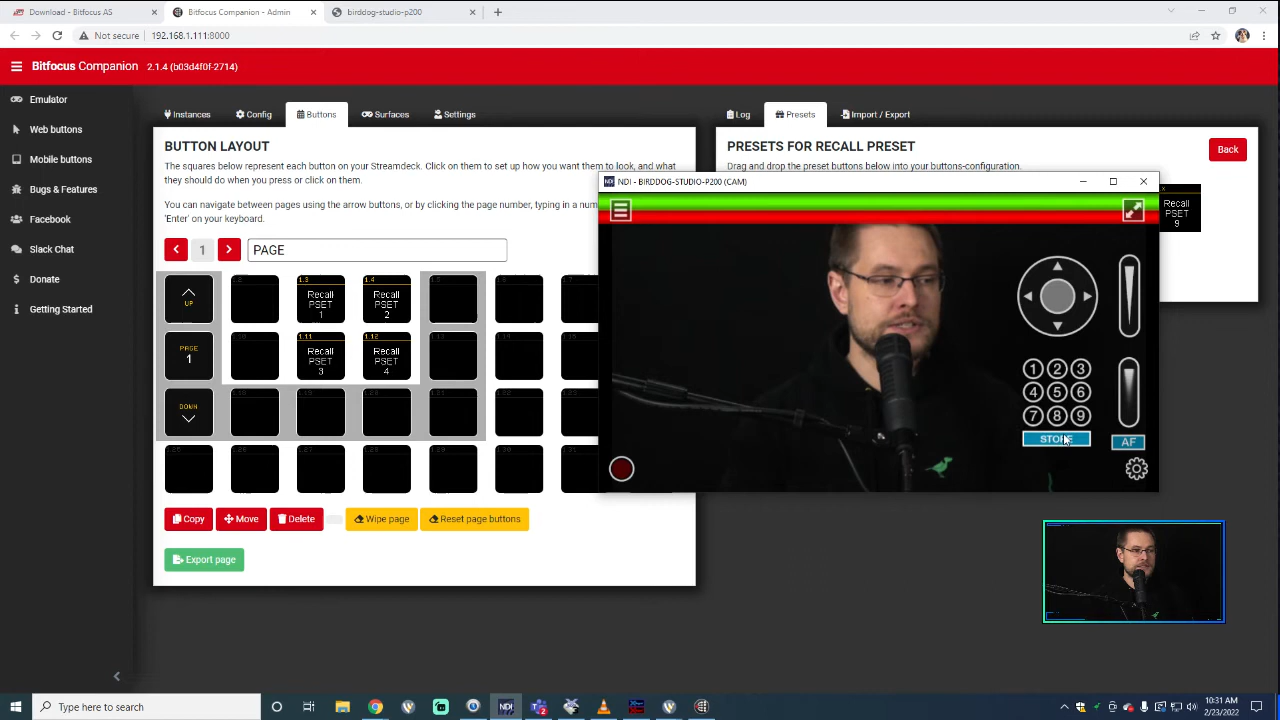 Download - Bitfocus AS
Bitfocus Companion - Admin
birddog-studio-p200
Not secure 192.168.1.111:8000
Bitfocus Companion 2.1.4 (b03d4f0f-2714)
Emulator
Web buttons
Mobile buttons
Bugs & Features
Facebook
Slack Chat
Donate
Getting Started
Instances Config Buttons Surfaces Settings
BUTTON LAYOUT
The squares below represent each button on your Streamdeck. Click on them to set up how you want them to look, and what
they should do when you press or click on them.
You can navigate between pages using the arrow buttons, or by clicking the page number, typing in a num
'Enter' on your keyboard.
1 PAGE
UP
1.3
Recall
PSET
1
1.4
Recall
PSET
2
PAGE
1
1.11
Recall
PSET
3
1.12
Recall
PSET
4
DOWN
Copy Move Delete Wipe page Reset page buttons
Export page
Log Presets Import / Export
PRESETS FOR RECALL PRESET
Back
Drag and drop the preset buttons below into your buttons-configuration.
x
Recall
PSET
9
NDI - BIRDDOG-STUDIO-P200 (CAM)
1 2 3
4 5 6
7 8 9
STORE
AF
Type here to search
10:31 AM
2/23/2022